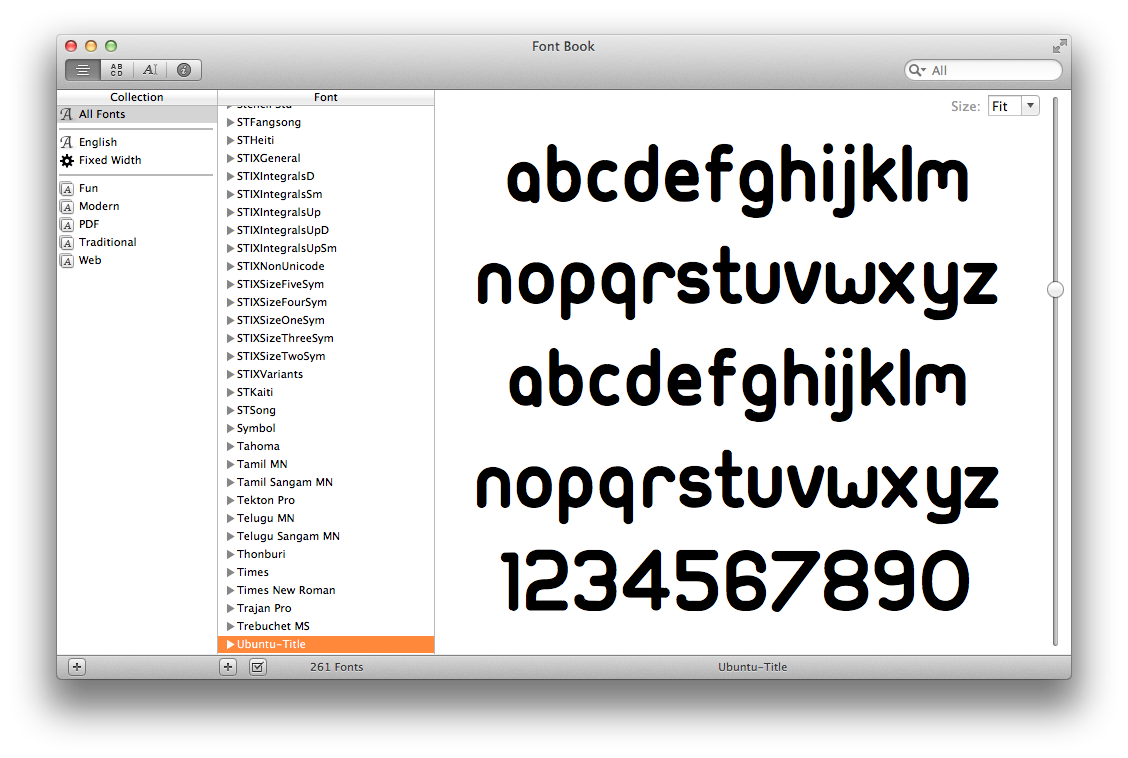 Font Book
AB
CD
AI
All
Collection
All Fonts
English
Fixed Width
Fun
Modern
PDF
Traditional
Web
Font
Stencil Std
STFangsong
STHeiti
STIXGeneral
STIXIntegralsD
STIXIntegralsSm
STIXIntegralsUp
STIXIntegralsUpD
STIXIntegralsUpSm
STIXNonUnicode
STIXSizeFiveSym
STIXSizeFourSym
STIXSizeOneSym
STIXSizeThreeSym
STIXSizeTwoSym
STIXVariants
STKaiti
STSong
Symbol
Tahoma
Tamil MN
Tamil Sangam MN
Tekton Pro
Telugu MN
Telugu Sangam MN
Thonburi
Times
Times New Roman
Trajan Pro
Trebuchet MS
Ubuntu-Title
Size: Fit
abcdefghijklm
nopqrstuvwxyz
abcdefghijklm
nopqrstuvwxyz
1234567890
261 Fonts
Ubuntu-Title